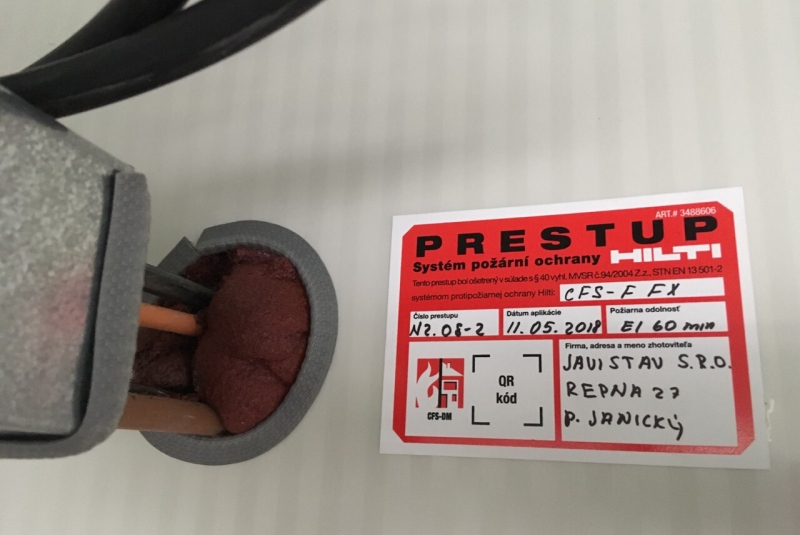 ART.# 3488606
PRESTUP
Systém požární ochrany HILTI
Tento prestup bol ošetrený v súlade s § 40 vyhl. MVSR č.94/2004 Z.z., STN EN 13 501-2
systémom protipožiarnej ochrany Hilti: CFS-F FX
Číslo prestupu Dátum aplikácie Požiarna odolnosť
N2.08-2 11.05.2018 EI 60 min
Firma, adresa a meno zhotoviteľa
JAVISTAV S.R.O.
REPNA 27
P. JANICKÝ
QR
kód
CFS-DM